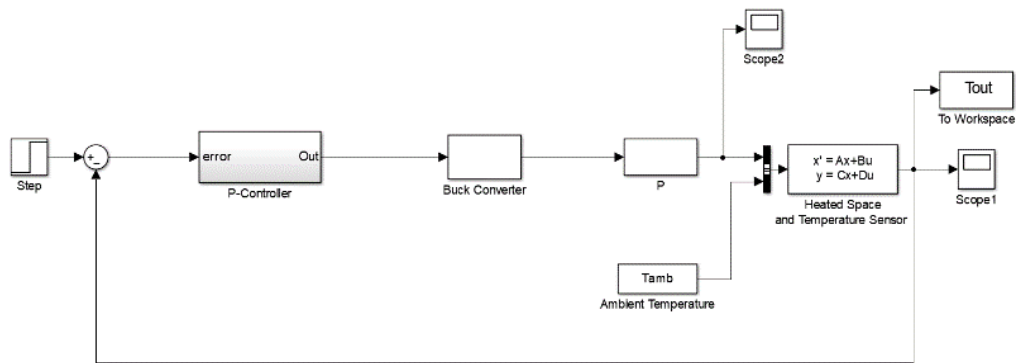 Scope2
Tout
To Workspace
Step
+
-
error
Out
P-Controller
Buck Converter
P
x' = Ax+Bu
y = Cx+Du
Heated Space
and Temperature Sensor
Scope1
Tamb
Ambient Temperature